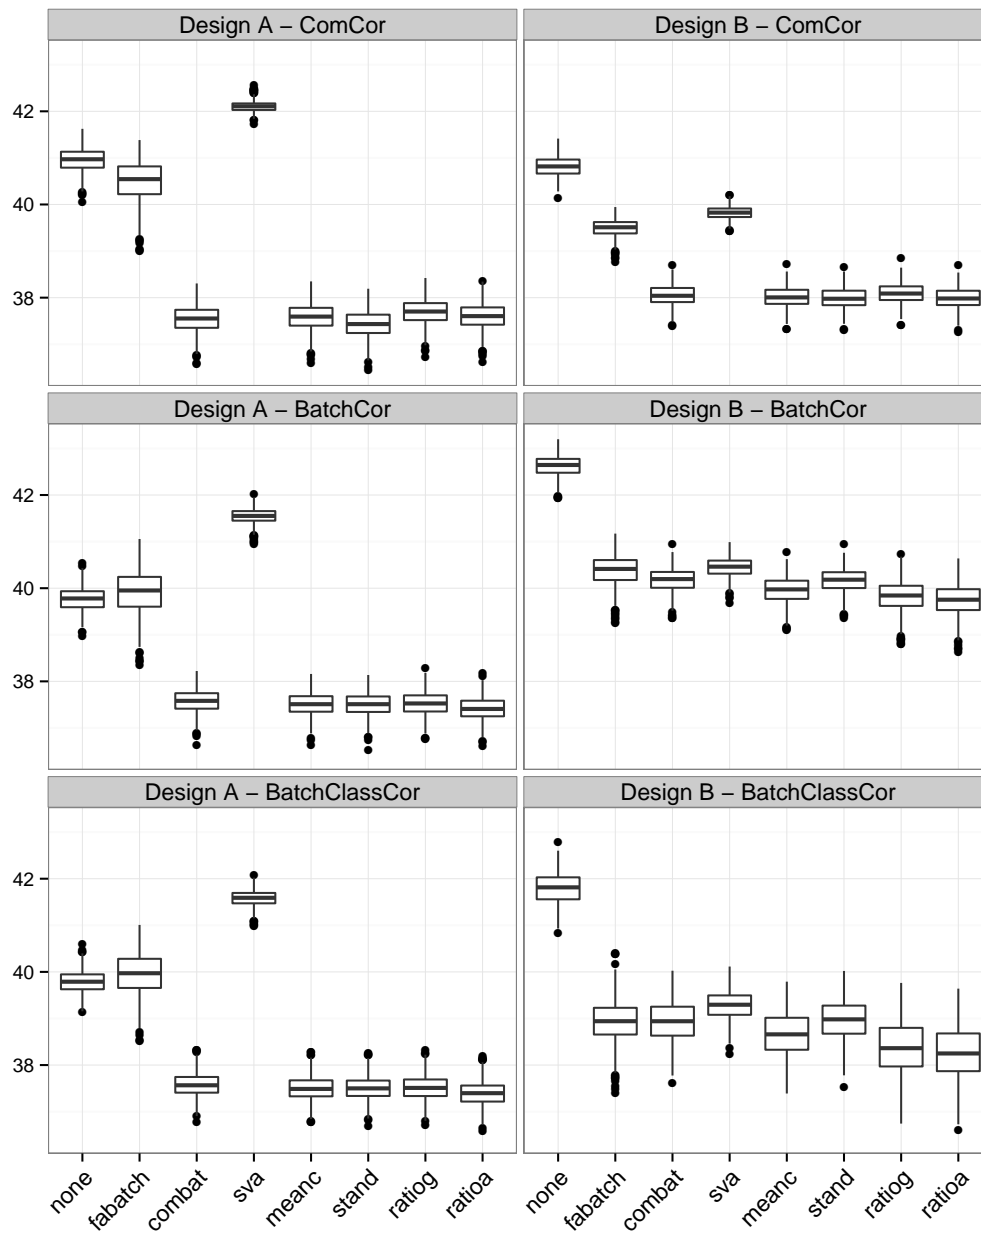 Design A – ComCor
Design B – ComCor
42
40
38
Design A – BatchCor
Design B – BatchCor
42
40
38
Design A – BatchClassCor
Design B – BatchClassCor
42
40
38
none
fabatch
combat
sva
meanc
stand
ratiog
ratioa
none
fabatch
combat
sva
meanc
stand
ratiog
ratioa